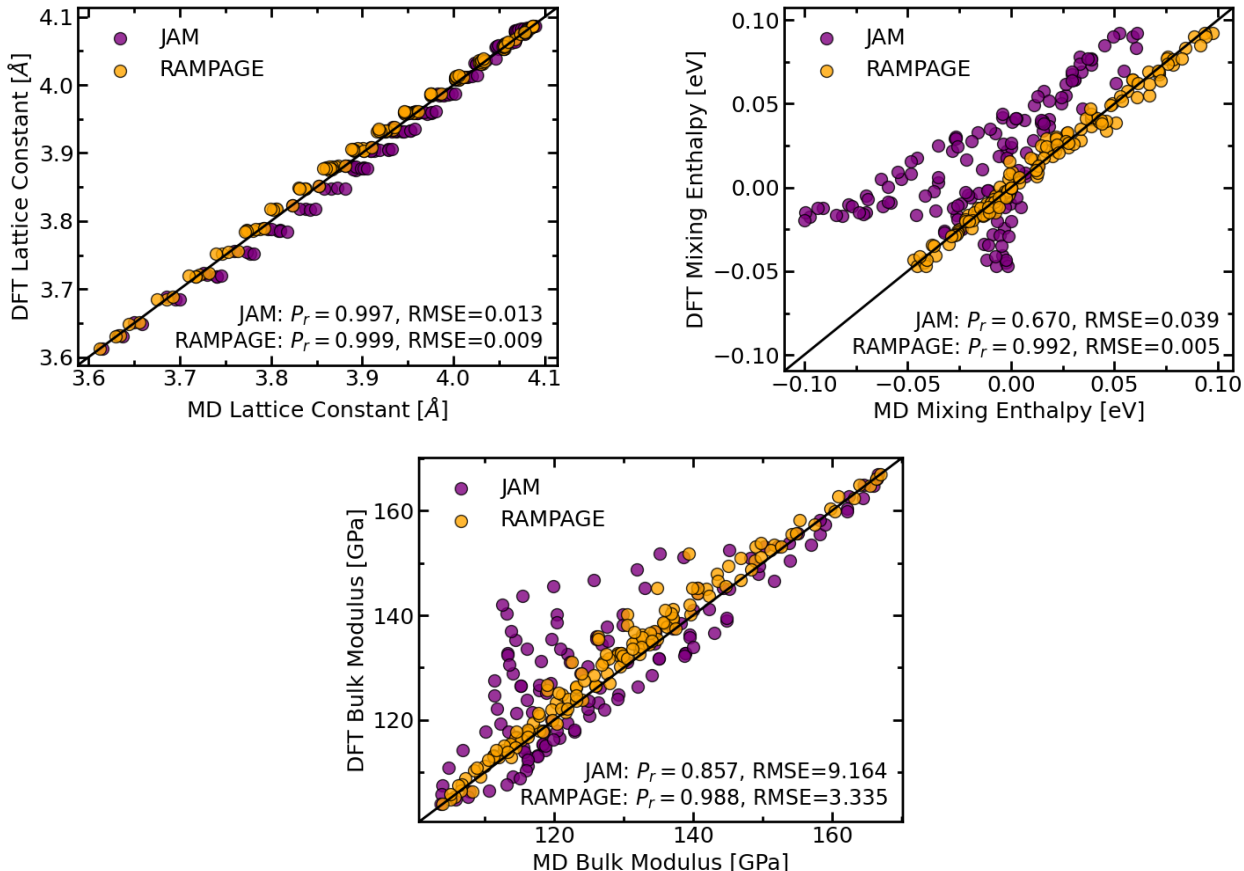 4.1
4.0
3.9
3.8
3.7
3.6
DFT Lattice Constant [Å]
JAM
RAMPAGE
JAM: P_r = 0.997, RMSE=0.013
RAMPAGE: P_r = 0.999, RMSE=0.009
3.6 3.7 3.8 3.9 4.0 4.1
MD Lattice Constant [Å]
0.10
0.05
0.00
−0.05
−0.10
DFT Mixing Enthalpy [eV]
JAM
RAMPAGE
JAM: P_r = 0.670, RMSE=0.039
RAMPAGE: P_r = 0.992, RMSE=0.005
−0.10 −0.05 0.00 0.05 0.10
MD Mixing Enthalpy [eV]
160
140
120
DFT Bulk Modulus [GPa]
JAM
RAMPAGE
JAM: P_r = 0.857, RMSE=9.164
RAMPAGE: P_r = 0.988, RMSE=3.335
120 140 160
MD Bulk Modulus [GPa]